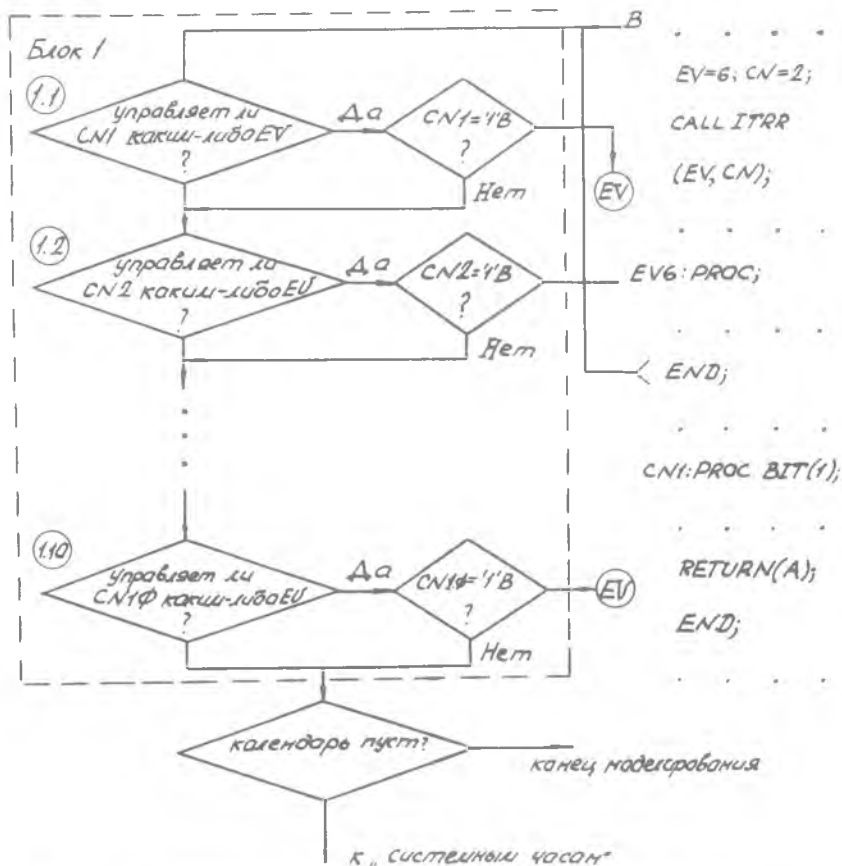 Блок 1
1.1
управляет ли
CN1 каким-либо EV
?
Да
CN1='1'B
?
Нет
EV
1.2
управляет ли
CN2 каким-либо EV
?
Да
CN2='1'B
?
Нет
1.10
управляет ли
CN1Φ каким-либо EV
?
Да
CN1Φ='1'B
?
Нет
EV
календарь пуст?
конец моделирования
к „системным часам"
B
EV=6; CN=2;
CALL ITRR
(EV, CN);
EV6: PROC;
END;
CN1: PROC BIT(1);
RETURN(A);
END;